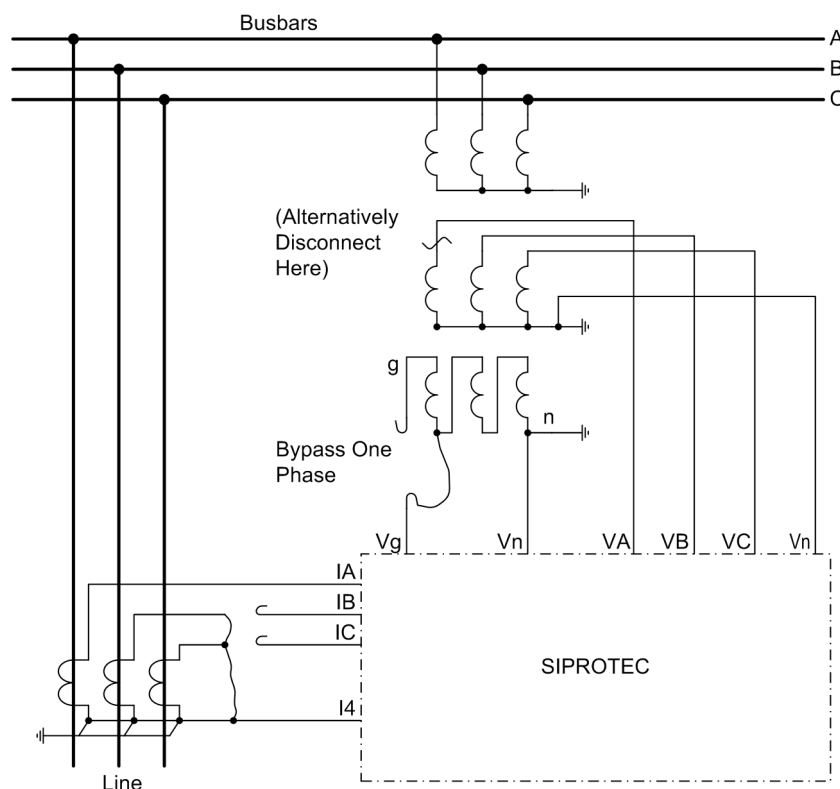 Busbars
A
B
C
(Alternatively
Disconnect
Here)
g
n
Bypass One
Phase
Vg
Vn
VA
VB
VC
Vn
IA
IB
IC
SIPROTEC
I4
Line